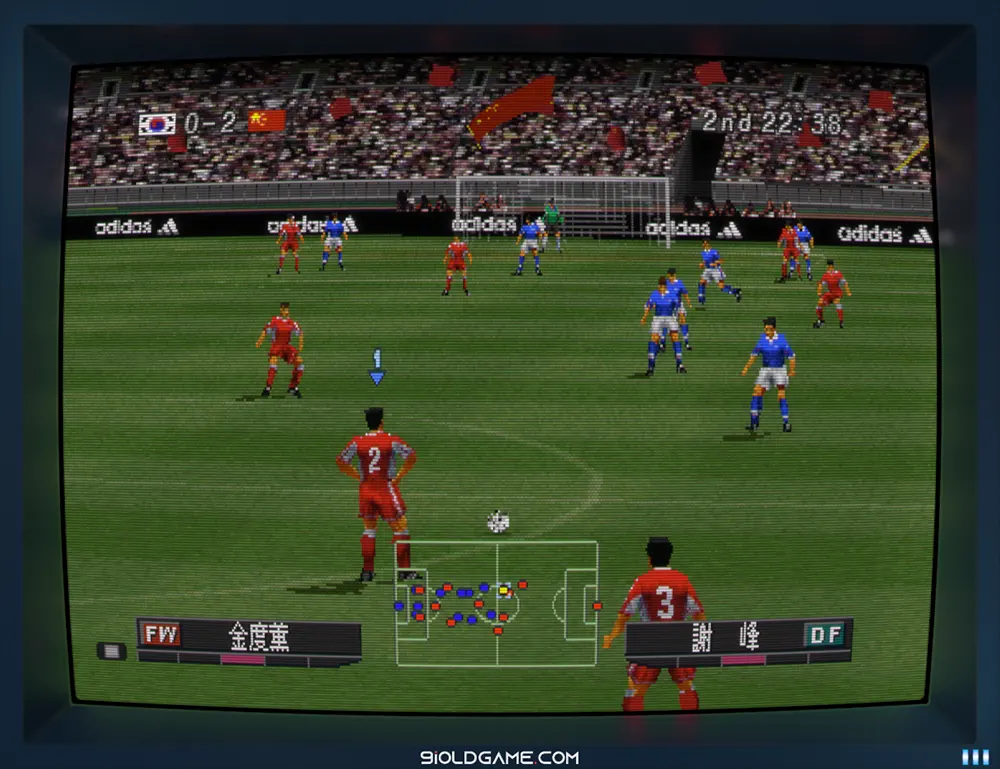 0-2
2nd 22:38
adidas adidas adidas adidas adidas
1
2
3
FW 金度薫
謝 峰 DF
91OLDGAME.COM